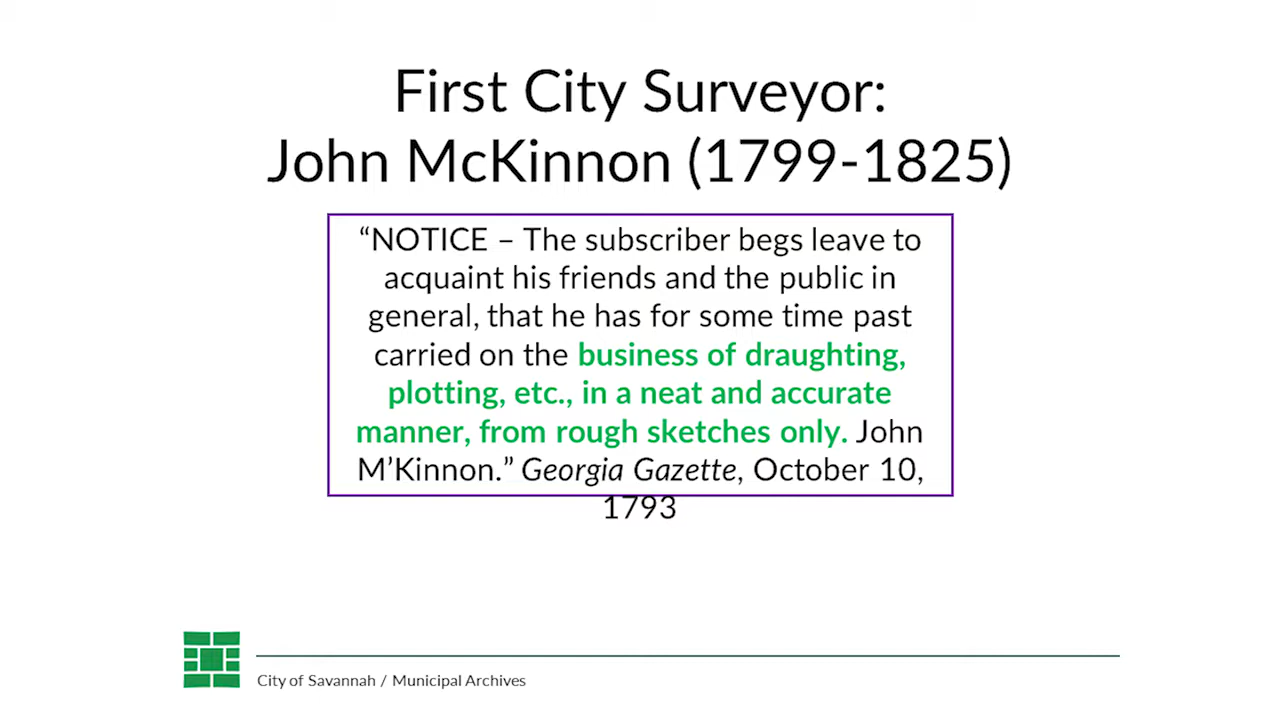 First City Surveyor:
John McKinnon (1799-1825)
“NOTICE – The subscriber begs leave to
acquaint his friends and the public in
general, that he has for some time past
carried on the business of draughting,
plotting, etc., in a neat and accurate
manner, from rough sketches only. John
M’Kinnon.” Georgia Gazette, October 10,
1793
City of Savannah / Municipal Archives